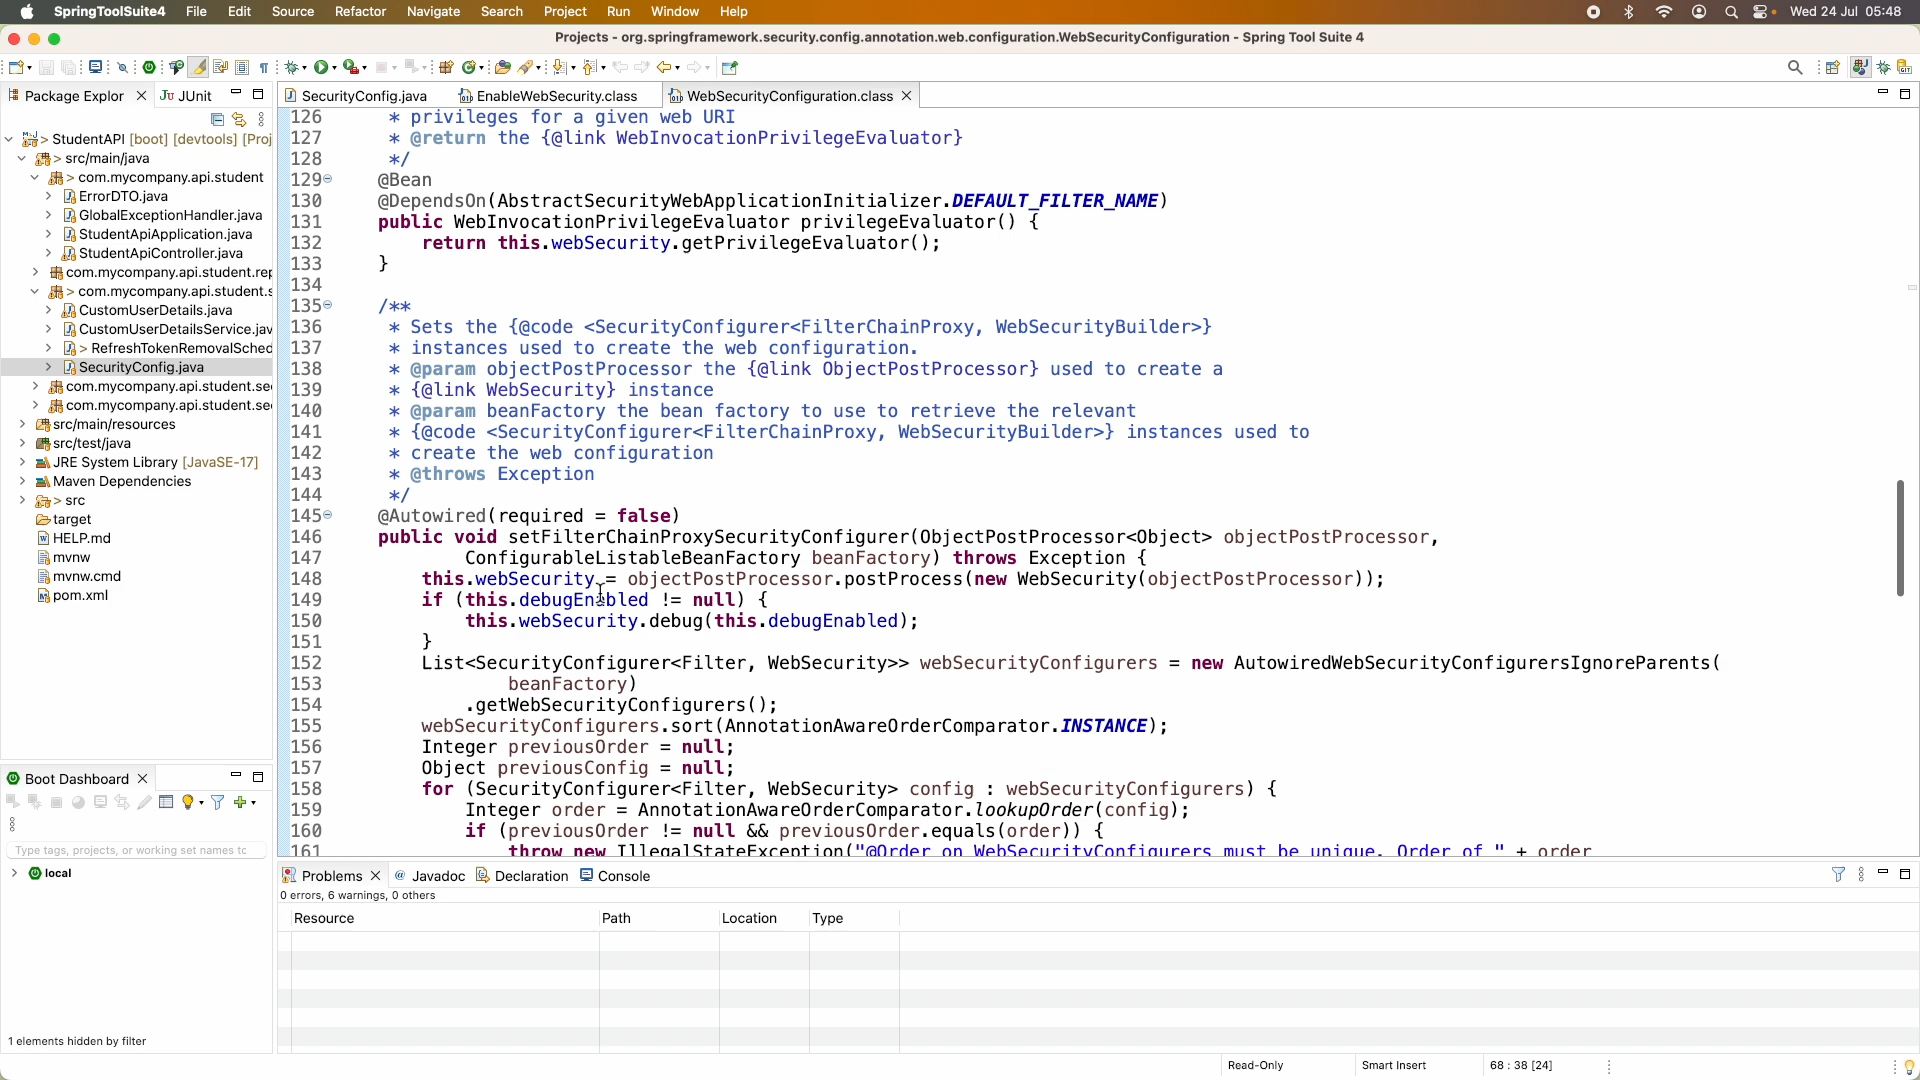 SpringToolSuite4 File Edit Source Refactor Navigate Search Project Run Window Help Wed 24 Jul 05:48
Projects - org.springframework.security.config.annotation.web.configuration.WebSecurityConfiguration - Spring Tool Suite 4
Package Explor JUnit
SecurityConfig.java EnableWebSecurity.class WebSecurityConfiguration.class
StudentAPI [boot] [devtools] [Proj
> src/main/java
> com.mycompany.api.student
ErrorDTO.java
GlobalExceptionHandler.java
StudentApiApplication.java
StudentApiController.java
com.mycompany.api.student.rep
> com.mycompany.api.student.s
CustomUserDetails.java
CustomUserDetailsService.jav
> RefreshTokenRemovalSched
SecurityConfig.java
com.mycompany.api.student.se
com.mycompany.api.student.se
src/main/resources
src/test/java
JRE System Library [JavaSE-17]
Maven Dependencies
> src
target
HELP.md
mvnw
mvnw.cmd
pom.xml
126 * privileges for a given web URI
127 * @return the {@link WebInvocationPrivilegeEvaluator}
128 */
129 @Bean
130 @DependsOn(AbstractSecurityWebApplicationInitializer.DEFAULT_FILTER_NAME)
131 public WebInvocationPrivilegeEvaluator privilegeEvaluator() {
132 return this.webSecurity.getPrivilegeEvaluator();
133 }
134
135 /**
136 * Sets the {@code <SecurityConfigurer<FilterChainProxy, WebSecurityBuilder>}
137 * instances used to create the web configuration.
138 * @param objectPostProcessor the {@link ObjectPostProcessor} used to create a
139 * {@link WebSecurity} instance
140 * @param beanFactory the bean factory to use to retrieve the relevant
141 * {@code <SecurityConfigurer<FilterChainProxy, WebSecurityBuilder>} instances used to
142 * create the web configuration
143 * @throws Exception
144 */
145 @Autowired(required = false)
146 public void setFilterChainProxySecurityConfigurer(ObjectPostProcessor<Object> objectPostProcessor,
147 ConfigurableListableBeanFactory beanFactory) throws Exception {
148 this.webSecurity = objectPostProcessor.postProcess(new WebSecurity(objectPostProcessor));
149 if (this.debugEnabled != null) {
150 this.webSecurity.debug(this.debugEnabled);
151 }
152 List<SecurityConfigurer<Filter, WebSecurity>> webSecurityConfigurers = new AutowiredWebSecurityConfigurersIgnoreParents(
153 beanFactory)
154 .getWebSecurityConfigurers();
155 webSecurityConfigurers.sort(AnnotationAwareOrderComparator.INSTANCE);
156 Integer previousOrder = null;
157 Object previousConfig = null;
158 for (SecurityConfigurer<Filter, WebSecurity> config : webSecurityConfigurers) {
159 Integer order = AnnotationAwareOrderComparator.lookupOrder(config);
160 if (previousOrder != null && previousOrder.equals(order)) {
161 throw new IllegalStateException("@Order on WebSecurityConfigurers must be unique. Order of " + order
Boot Dashboard
Type tags, projects, or working set names tc
local
1 elements hidden by filter
Problems @ Javadoc Declaration Console
0 errors, 6 warnings, 0 others
Resource Path Location Type
Read-Only Smart Insert 68 : 38 [24]